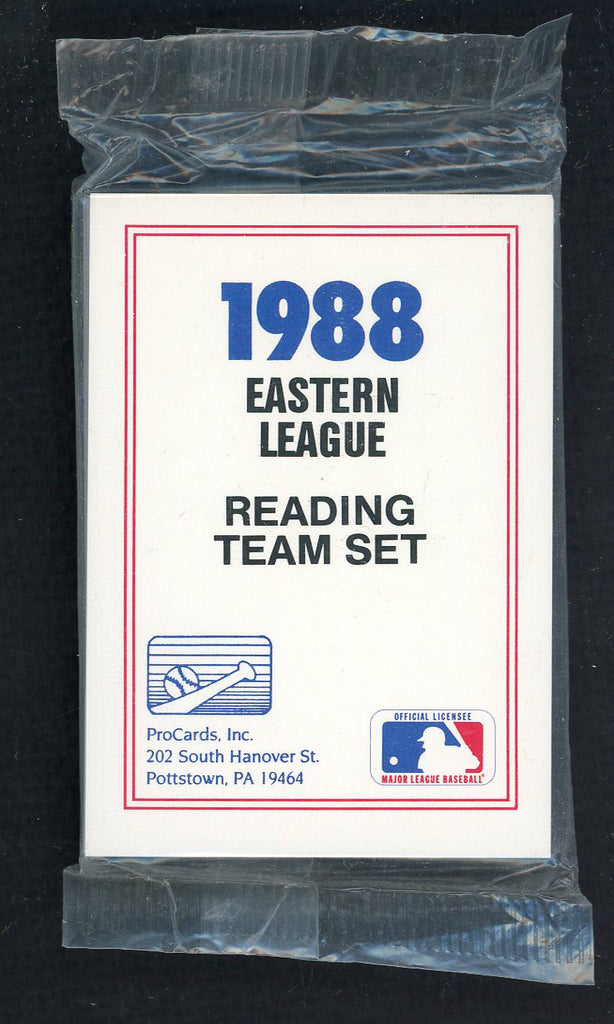 1988
EASTERN
LEAGUE
READING
TEAM SET
ProCards, Inc.
202 South Hanover St.
Pottstown, PA 19464
OFFICIAL LICENSEE
MAJOR LEAGUE BASEBALL®